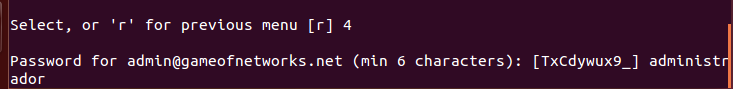 Select, or 'r' for previous menu [r] 4
Password for admin@gameofnetworks.net (min 6 characters): [TxCdywux9_] administr
ador